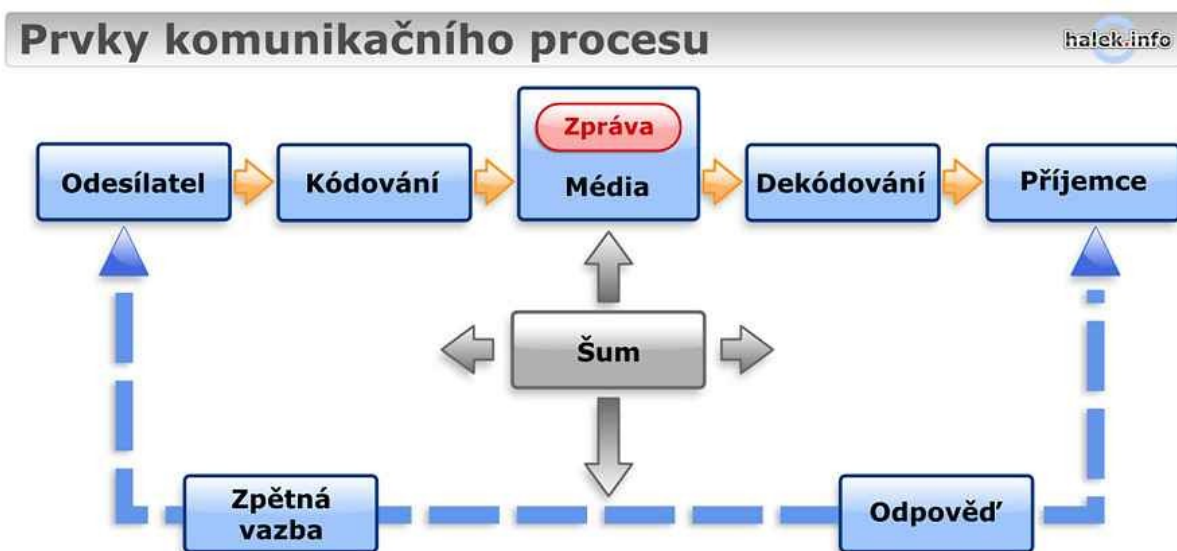 Prvky komunikačního procesu
halek.info
Zpráva
Odesílatel
Kódování
Média
Dekódování
Příjemce
Šum
Zpětná
vazba
Odpověď